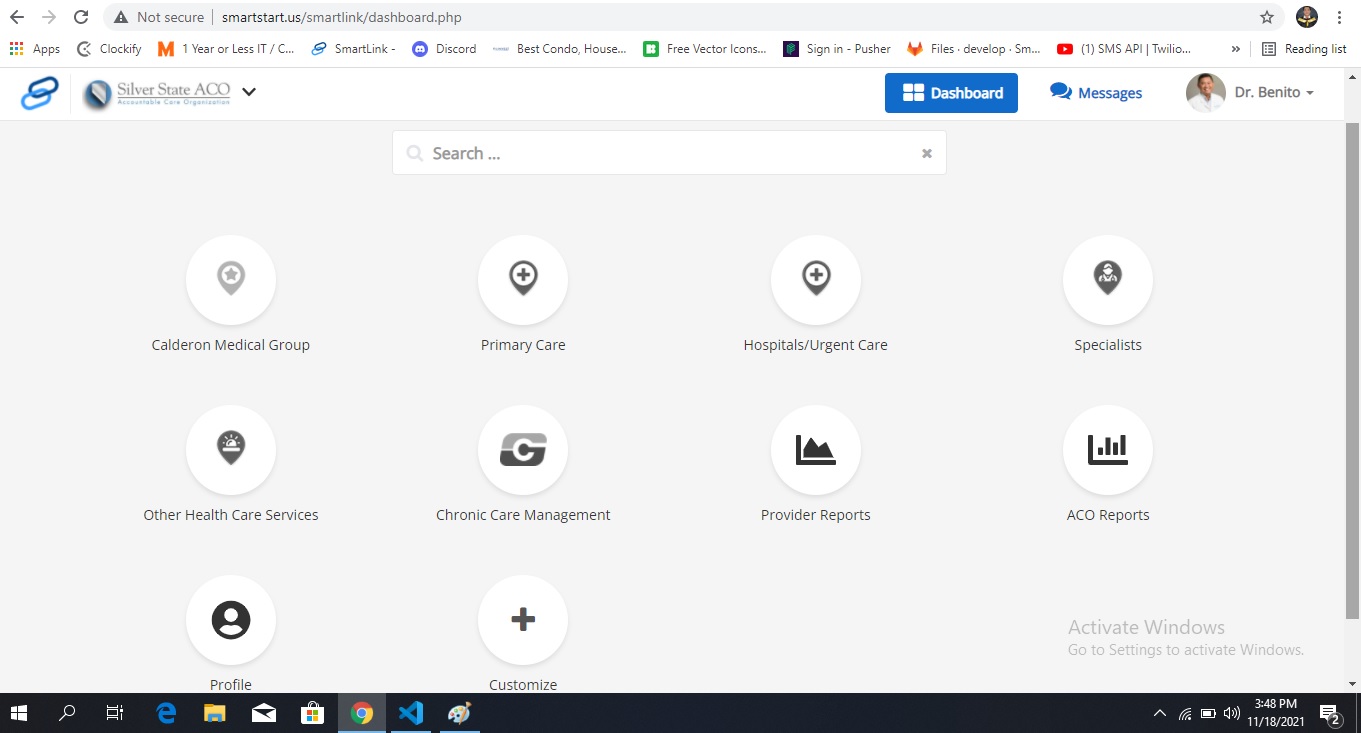 Not secure | smartstart.us/smartlink/dashboard.php
Apps Clockify 1 Year or Less IT / C... SmartLink - Discord Best Condo, House... Free Vector Icons... Sign in - Pusher Files · develop · Sm... (1) SMS API | Twilio... » Reading list
Silver State ACO
Accountable Care Organization
Dashboard Messages Dr. Benito
Search ...
Calderon Medical Group Primary Care Hospitals/Urgent Care Specialists
Other Health Care Services Chronic Care Management Provider Reports ACO Reports
Activate Windows
Go to Settings to activate Windows.
Profile Customize
3:48 PM
11/18/2021
2